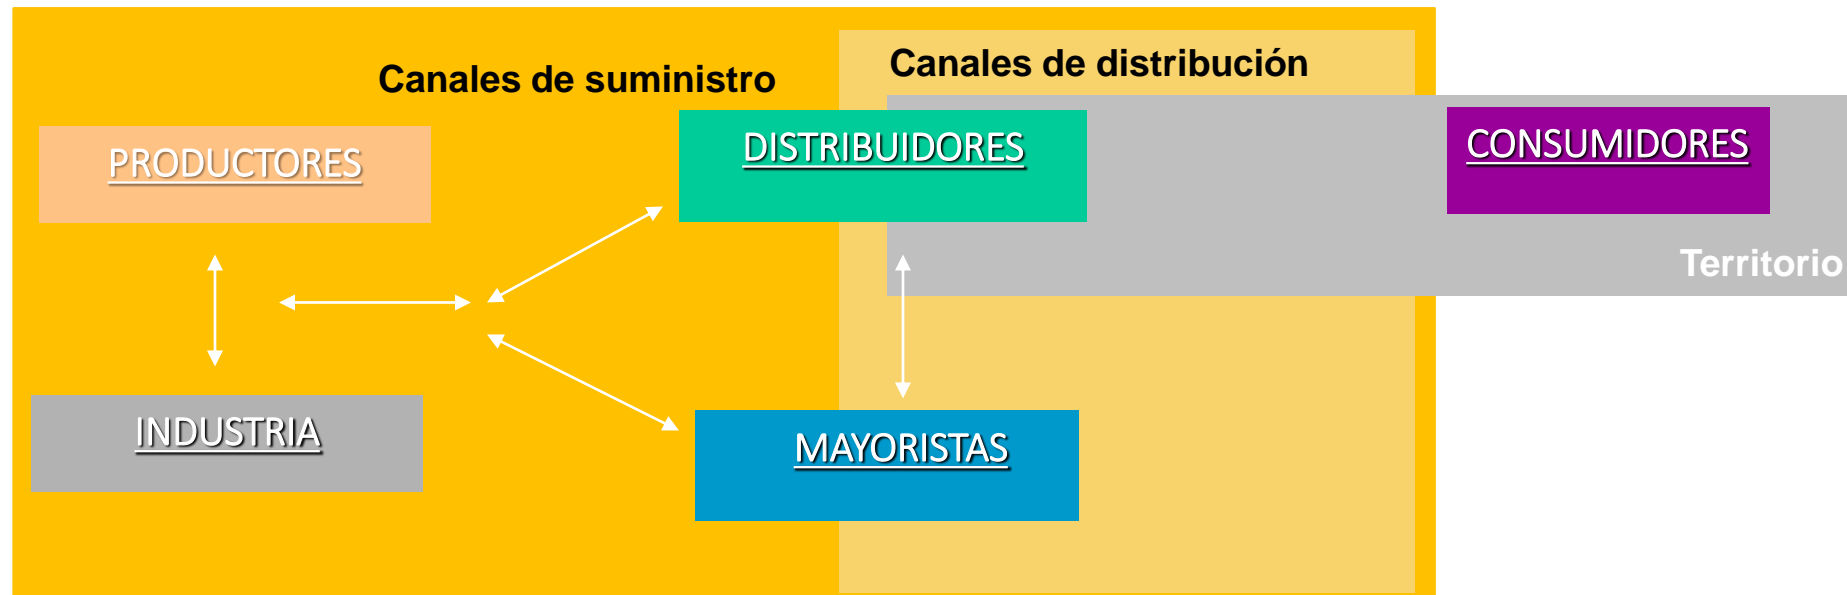 Canales de suministro
Canales de distribución
PRODUCTORES
DISTRIBUIDORES
CONSUMIDORES
Territorio
INDUSTRIA
MAYORISTAS